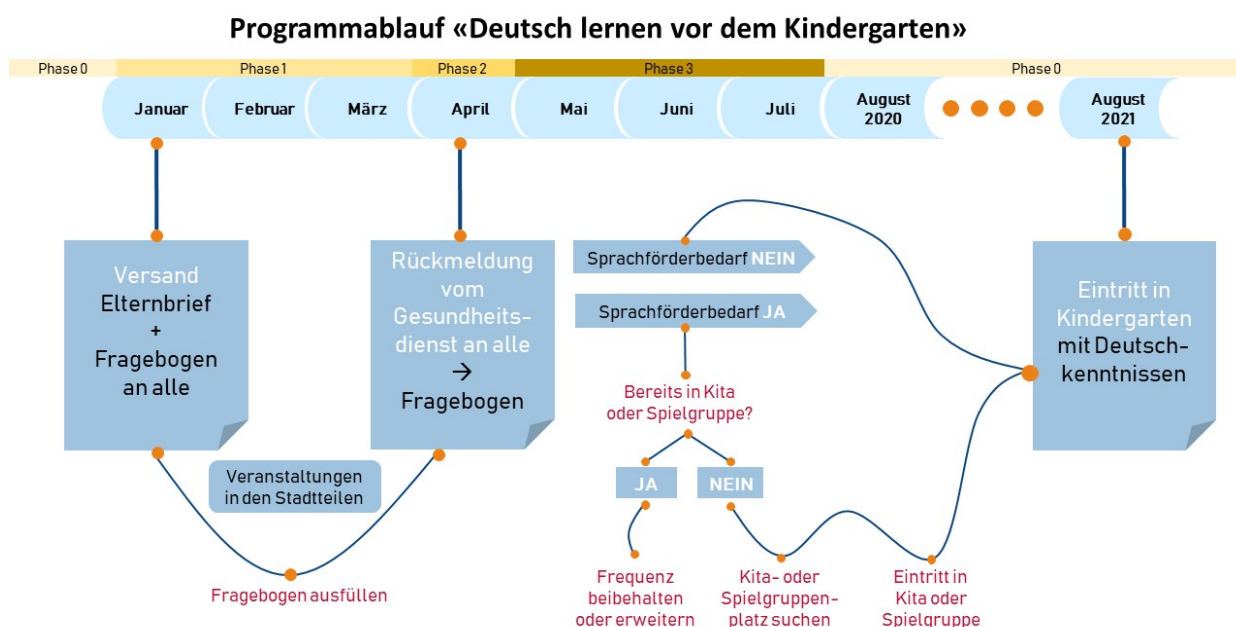 Programmablauf «Deutsch lernen vor dem Kindergarten»
Phase 0
Phase 1
Phase 2
Phase 3
Phase 0
Januar
Februar
März
April
Mai
Juni
Juli
August
2020
August
2021
Versand
Elternbrief
+
Fragebogen
an alle
Veranstaltungen
in den Stadtteilen
Fragebogen ausfüllen
Rückmeldung
vom
Gesundheits-
dienst an alle
→
Fragebogen
Sprachförderbedarf NEIN
Sprachförderbedarf JA
Bereits in Kita
oder Spielgruppe?
JA
NEIN
Frequenz
beibehalten
oder erweitern
Kita- oder
Spielgruppen-
platz suchen
Eintritt in
Kita oder
Spielgruppe
Eintritt in
Kindergarten
mit Deutsch-
kenntnissen